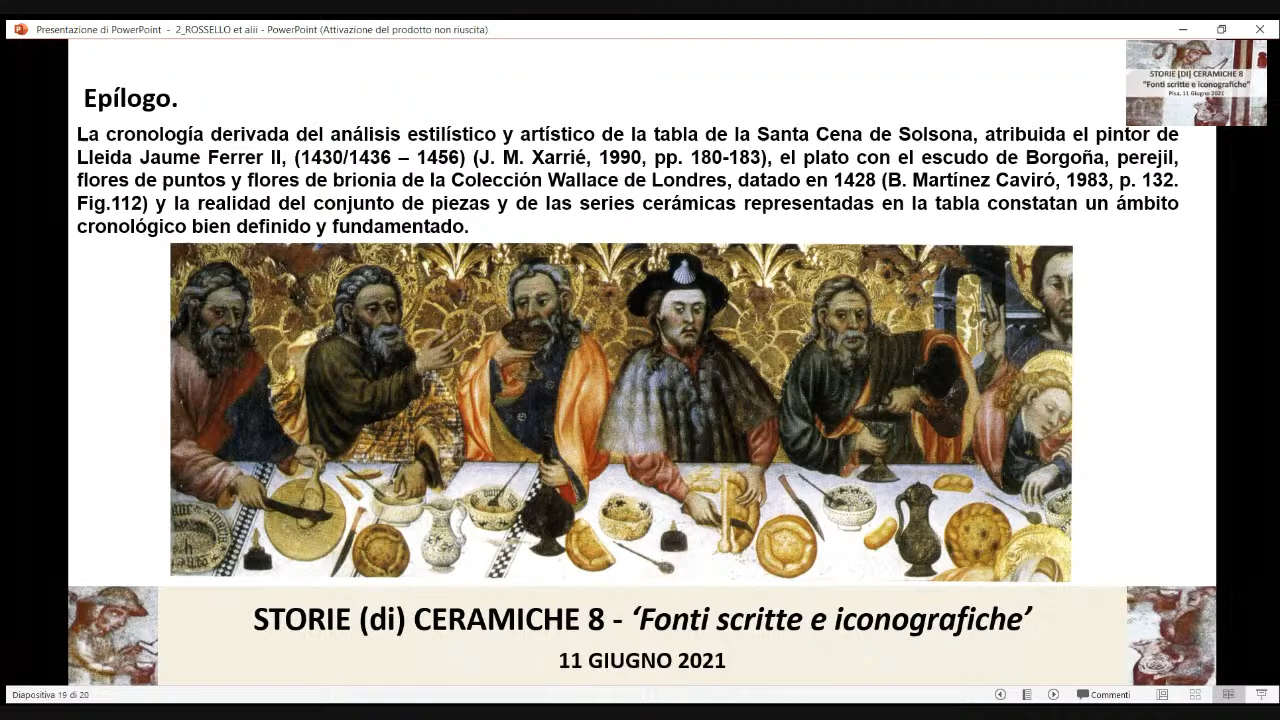 Presentazione di PowerPoint - 2_ROSSELLO et alii - PowerPoint (Attivazione del prodotto non riuscita)
STORIE [DI] CERAMICHE 8
"Fonti scritte e iconografiche"
Pisa, 11 Giugno 2021
Epílogo.
La cronología derivada del análisis estilístico y artístico de la tabla de la Santa Cena de Solsona, atribuida el pintor de
Lleida Jaume Ferrer II, (1430/1436 – 1456) (J. M. Xarrié, 1990, pp. 180-183), el plato con el escudo de Borgoña, perejil,
flores de puntos y flores de brionia de la Colección Wallace de Londres, datado en 1428 (B. Martínez Caviró, 1983, p. 132.
Fig.112) y la realidad del conjunto de piezas y de las series cerámicas representadas en la tabla constatan un ámbito
cronológico bien definido y fundamentado.
STORIE (di) CERAMICHE 8 - ‘Fonti scritte e iconografiche’
11 GIUGNO 2021
Diapositiva 19 di 20
Commenti